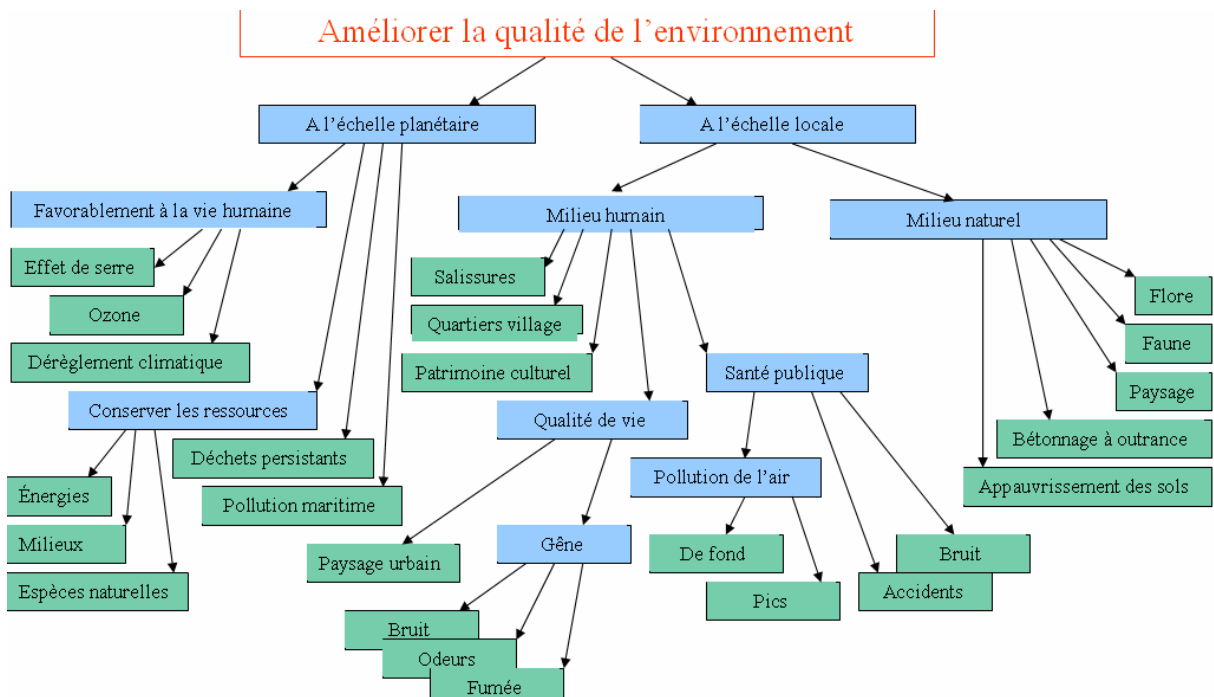 Améliorer la qualité de l'environnement
A l'échelle planétaire
A l'échelle locale
Favorablement à la vie humaine
Milieu humain
Milieu naturel
Effet de serre
Salissures
Flore
Ozone
Quartiers village
Faune
Dérèglement climatique
Patrimoine culturel
Santé publique
Paysage
Conserver les ressources
Qualité de vie
Bétonnage à outrance
Déchets persistants
Pollution de l'air
Appauvrissement des sols
Énergies
Pollution maritime
Milieux
Paysage urbain
Gêne
De fond
Bruit
Espèces naturelles
Pics
Accidents
Bruit
Odeurs
Fumée